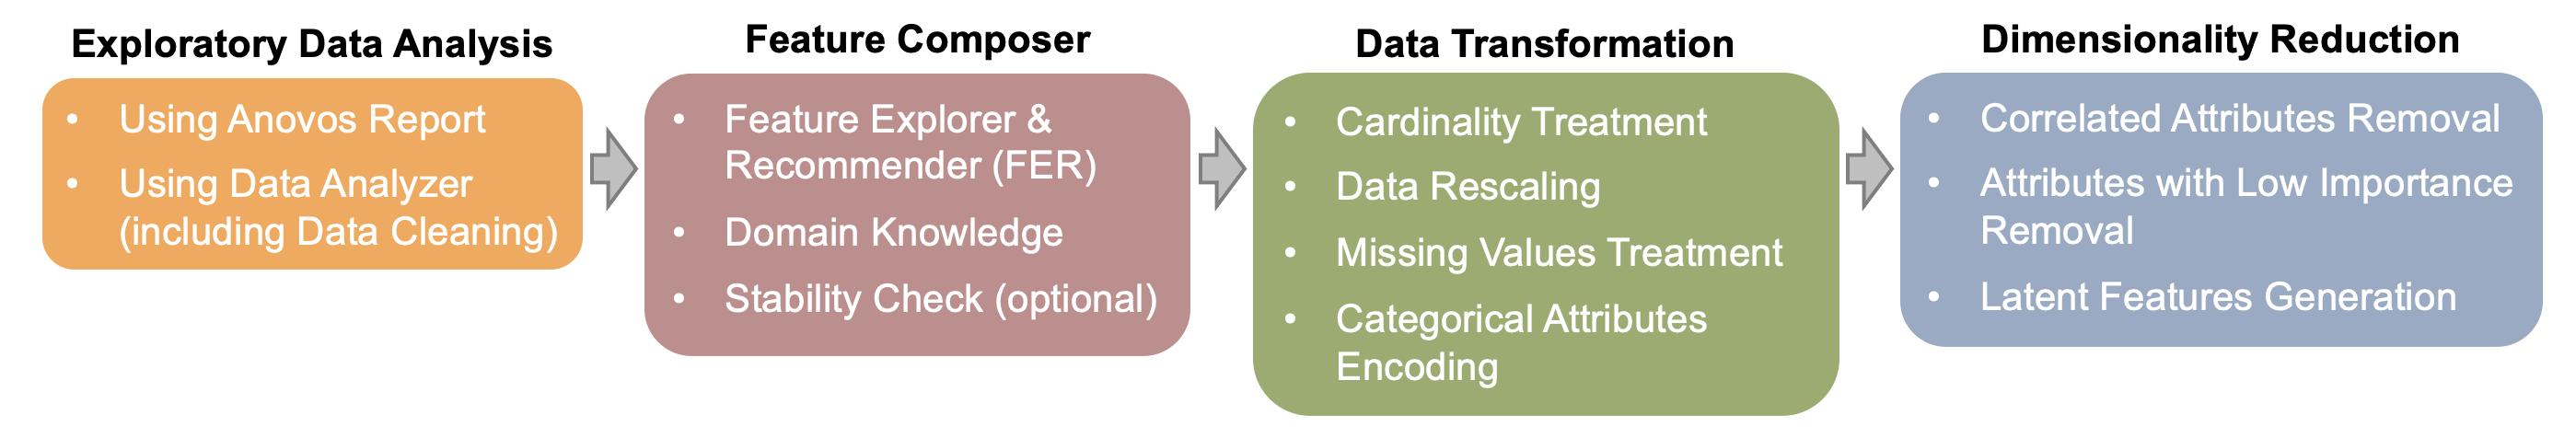 Exploratory Data Analysis
• Using Anovos Report
• Using Data Analyzer
(including Data Cleaning)
Feature Composer
• Feature Explorer &
Recommender (FER)
• Domain Knowledge
• Stability Check (optional)
Data Transformation
• Cardinality Treatment
• Data Rescaling
• Missing Values Treatment
• Categorical Attributes
Encoding
Dimensionality Reduction
• Correlated Attributes Removal
• Attributes with Low Importance
Removal
• Latent Features Generation